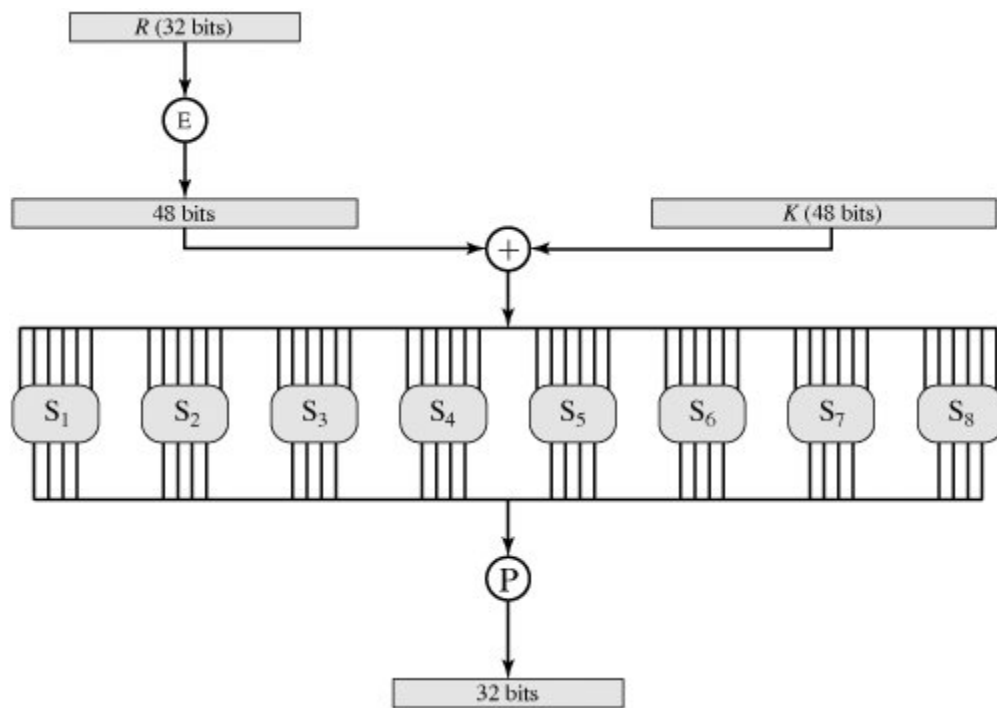 R (32 bits)
E
48 bits
K (48 bits)
+
S₁ S₂ S₃ S₄ S₅ S₆ S₇ S₈
P
32 bits